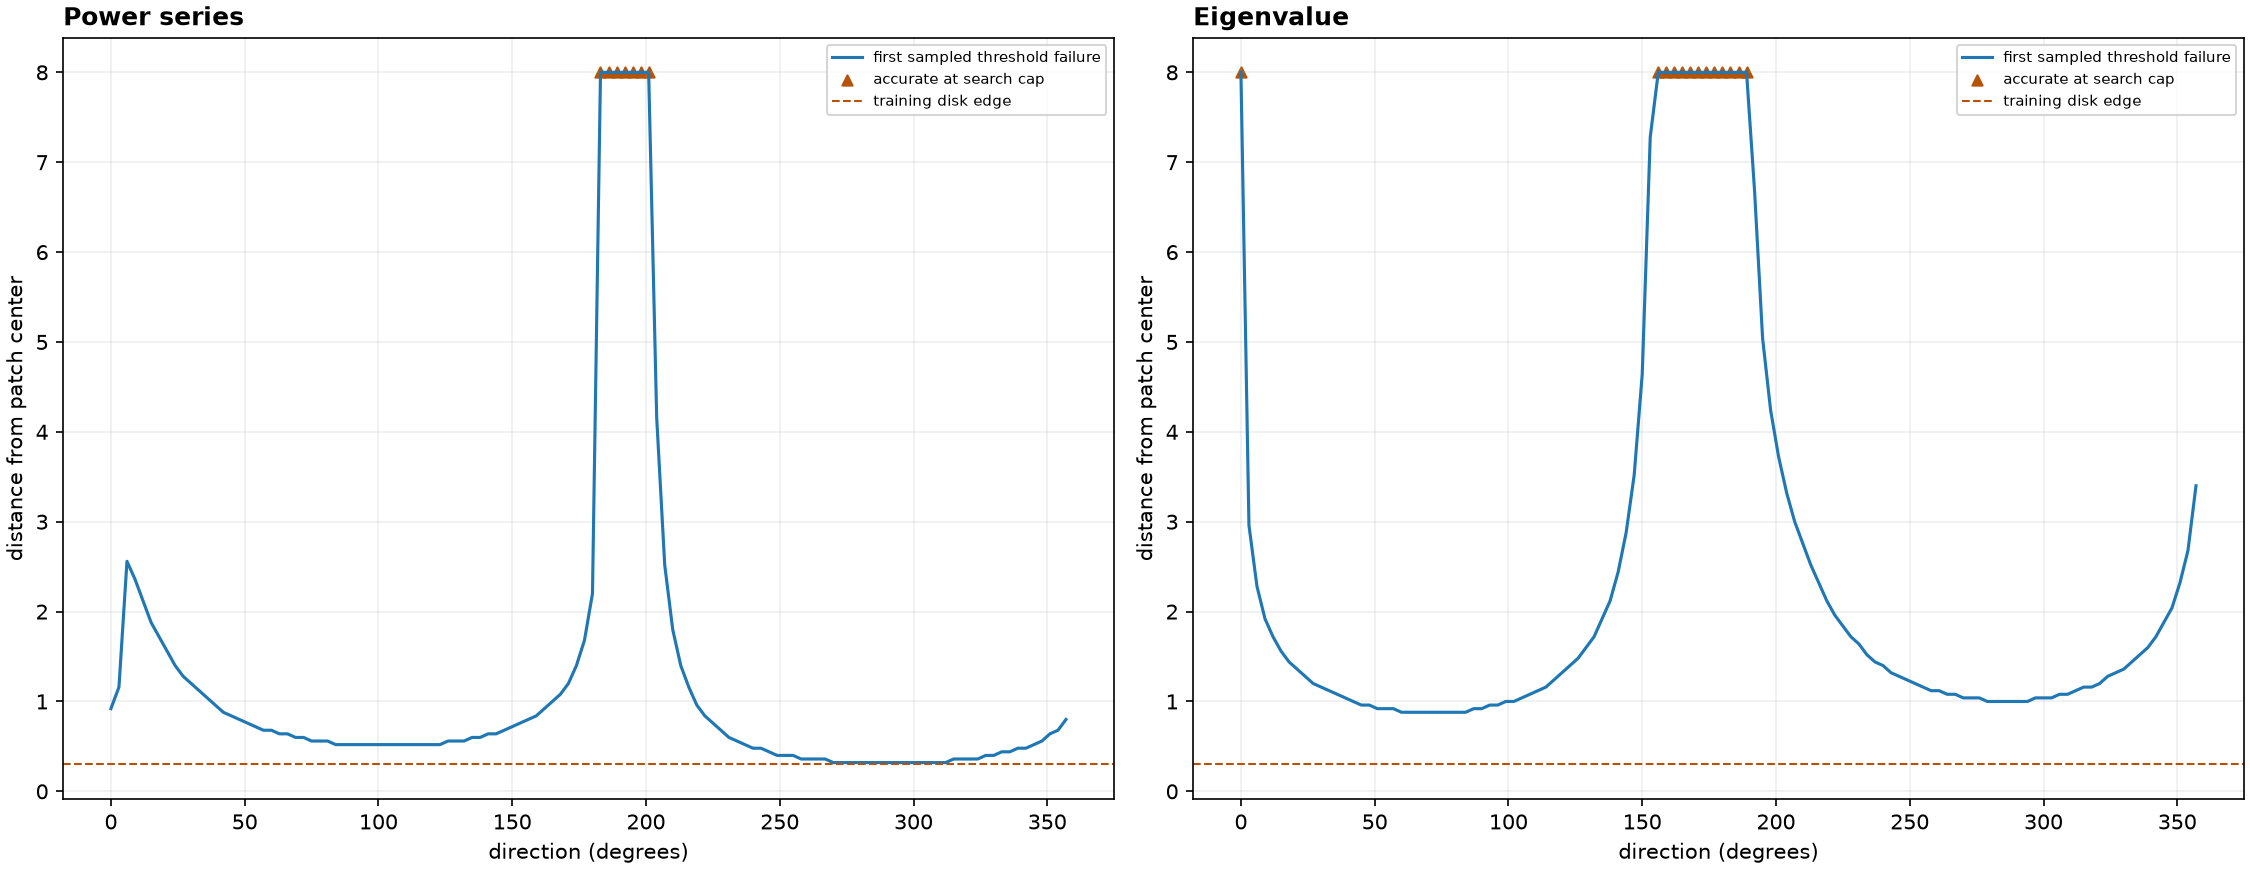 Power series
first sampled threshold failure
accurate at search cap
training disk edge
distance from patch center
8
7
6
5
4
3
2
1
0
0 50 100 150 200 250 300 350
direction (degrees)
Eigenvalue
first sampled threshold failure
accurate at search cap
training disk edge
distance from patch center
8
7
6
5
4
3
2
1
0
0 50 100 150 200 250 300 350
direction (degrees)